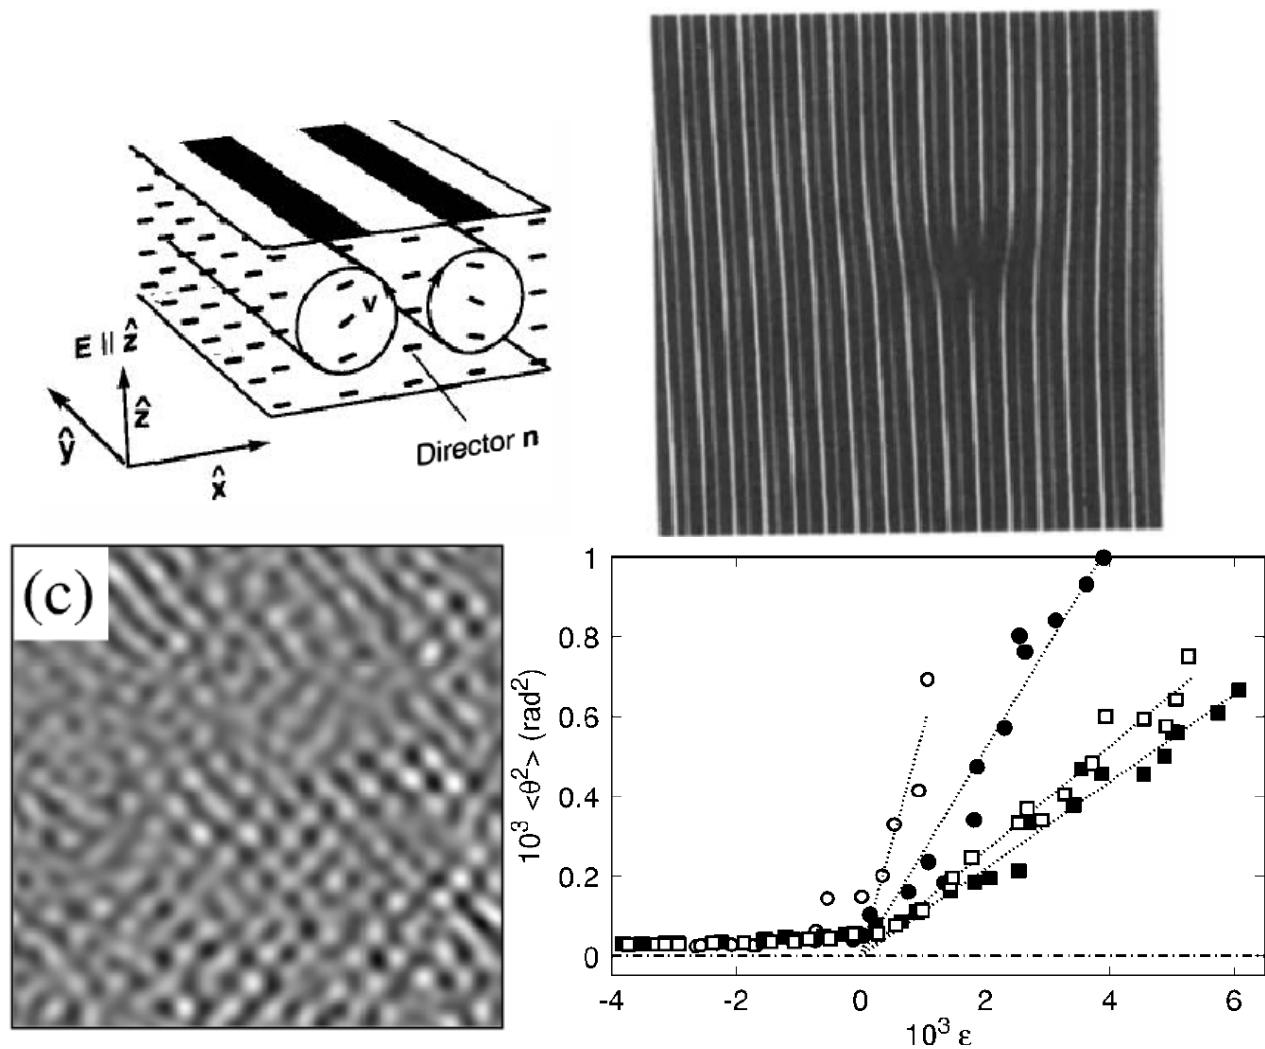 E || ẑ
v
ẑ
ŷ
x̂
Director n
(c)
10³ <θ²> (rad²)
1
0.8
0.6
0.4
0.2
0
-4 -2 0 2 4 6
10³ ε